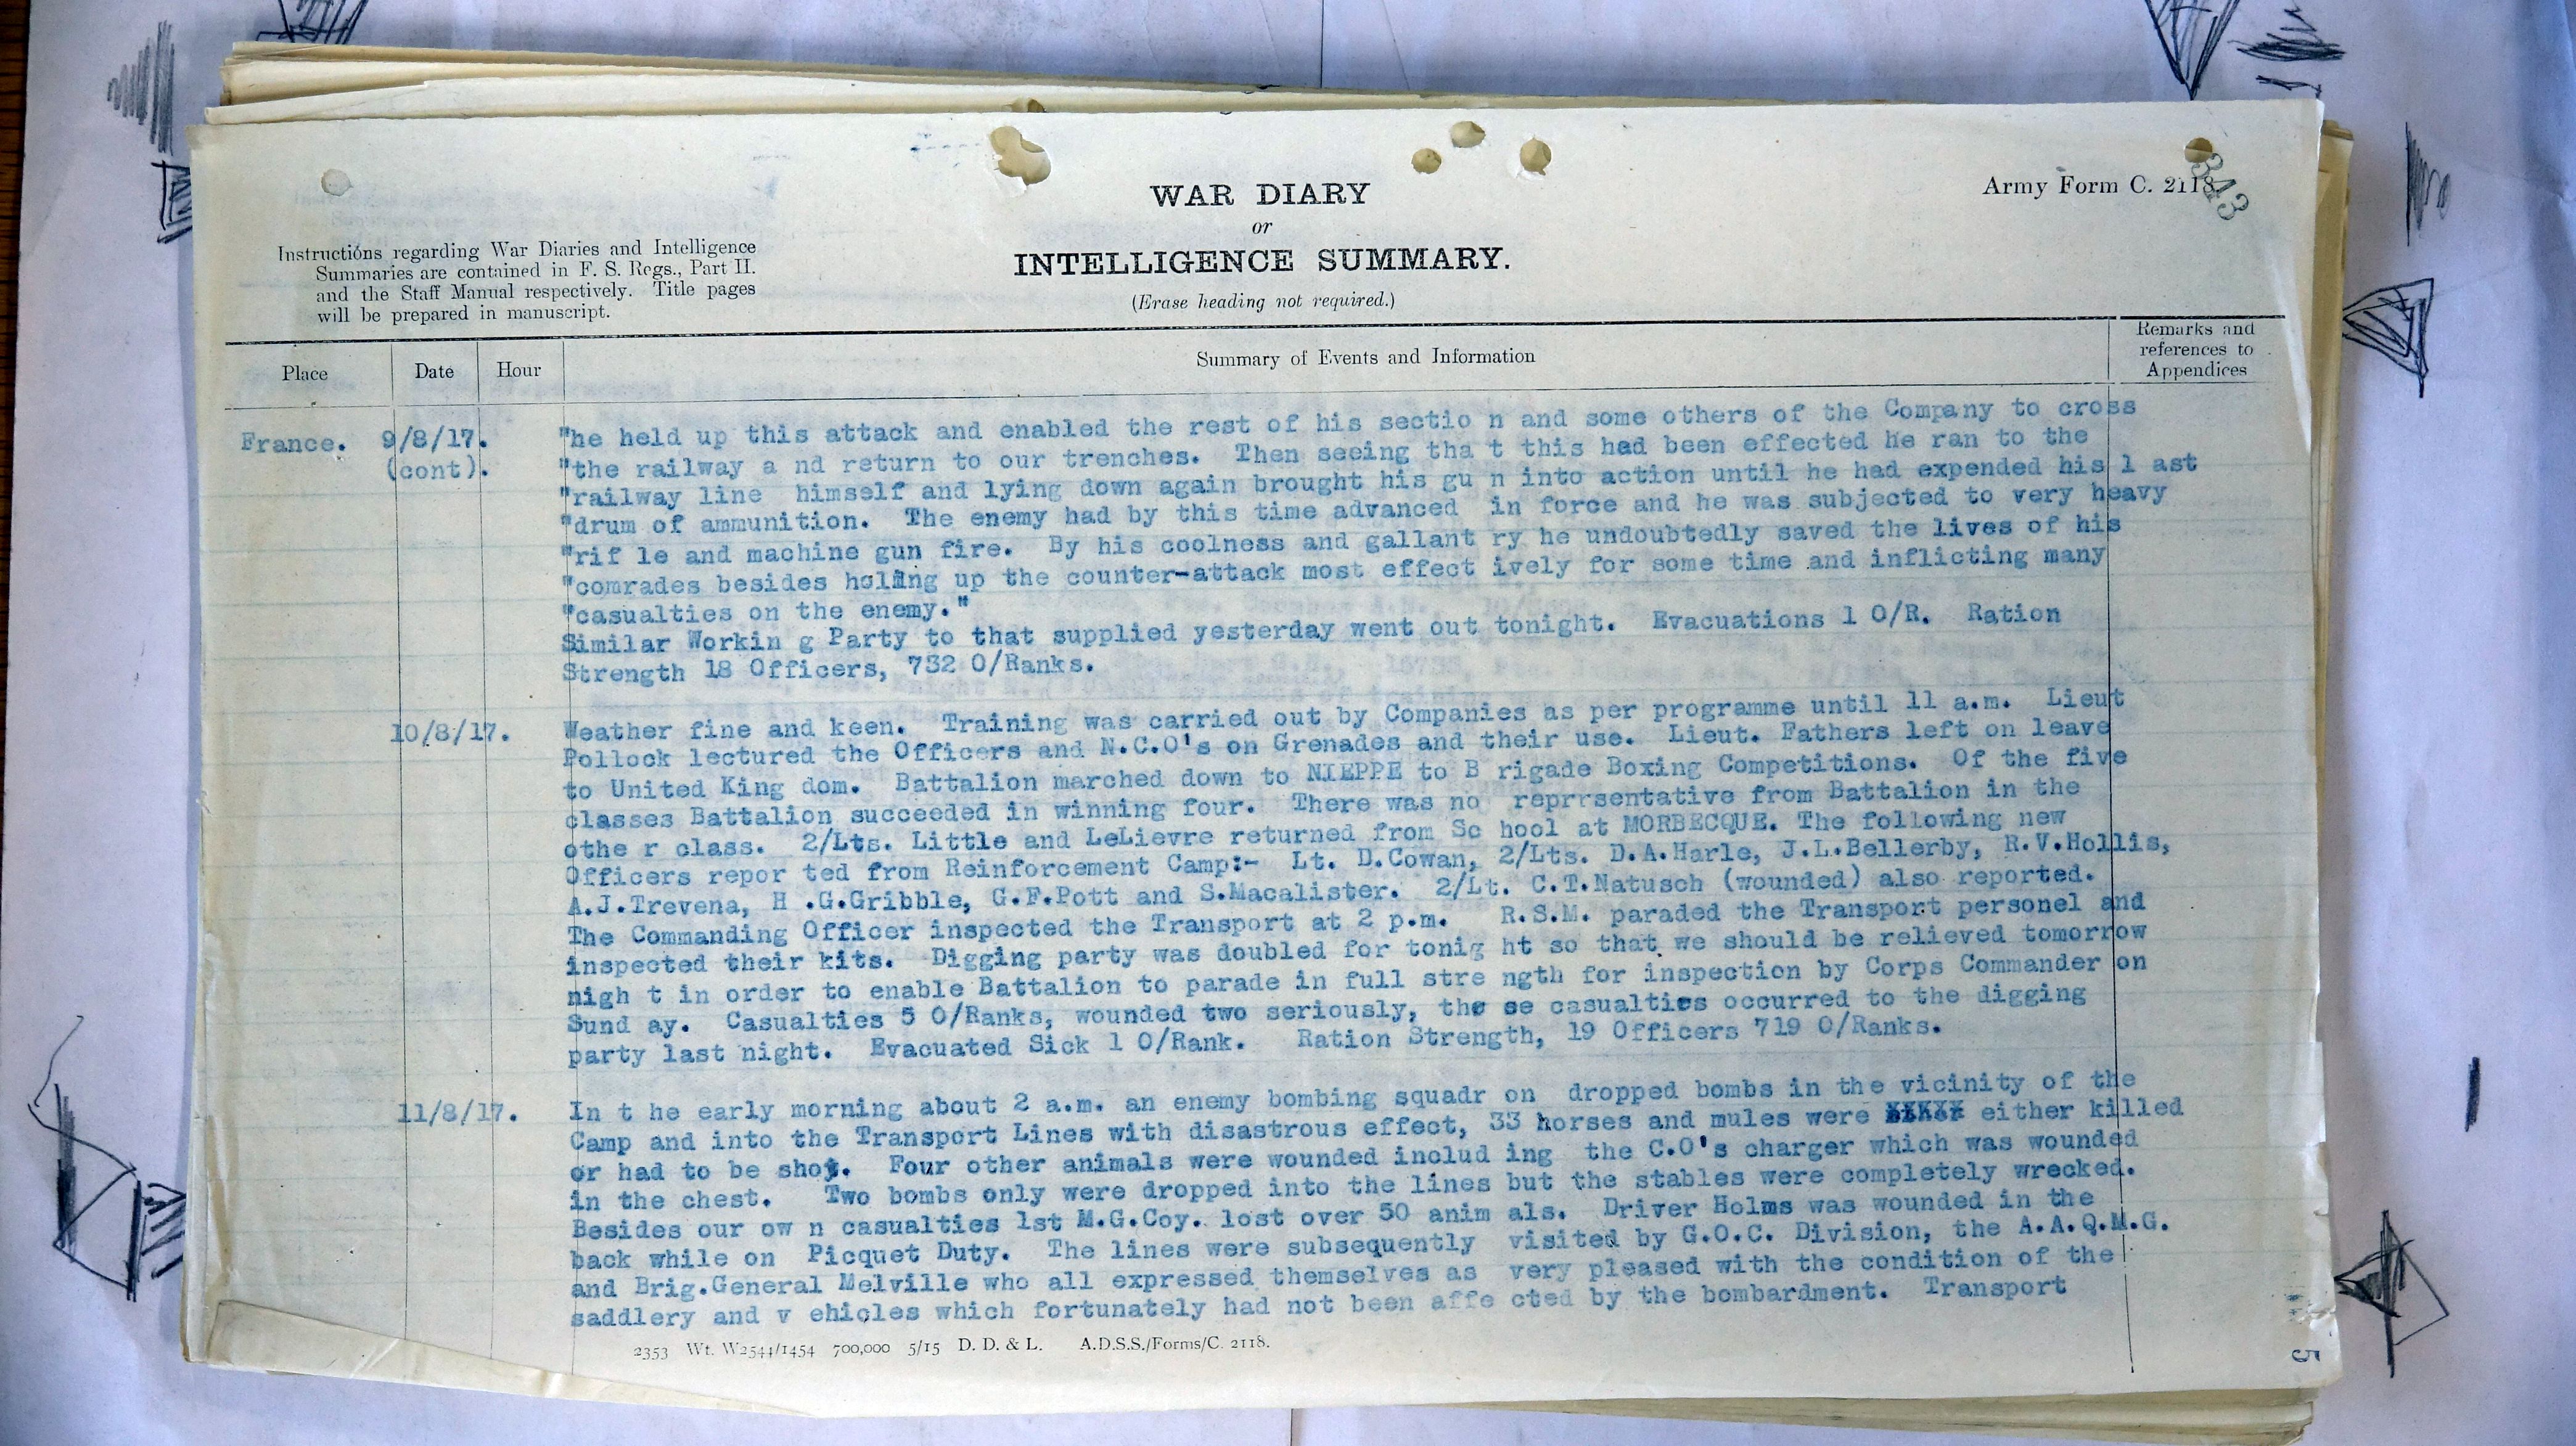 343
Army Form C. 2118.
WAR DIARY
or
INTELLIGENCE SUMMARY.
(Erase heading not required.)
Instructions regarding War Diaries and Intelligence
Summaries are contained in F. S. Regs., Part II.
and the Staff Manual respectively. Title pages
will be prepared in manuscript.
Place Date Hour Summary of Events and Information Remarks and
references to
Appendices
France. 9/8/17. "he held up this attack and enabled the rest of his sectio n and some others of the Company to cross
(cont). "the railway a nd return to our trenches. Then seeing tha t this had been effected he ran to the
"railway line himself and lying down again brought his gu n into action until he had expended his l ast
"drum of ammunition. The enemy had by this time advanced in force and he was subjected to very heavy
"rif le and machine gun fire. By his coolness and gallant ry he undoubtedly saved the lives of his
"comrades besides holing up the counter-attack most effect ively for some time and inflicting many
"casualties on the enemy."
Similar Workin g Party to that supplied yesterday went out tonight. Evacuations 1 O/R. Ration
Strength 18 Officers, 732 O/Ranks.
10/8/17. Weather fine and keen. Training was carried out by Companies as per programme until 11 a.m. Lieut
Pollock lectured the Officers and N.C.O's on Grenades and their use. Lieut. Fathers left on leave
to United King dom. Battalion marched down to NIEPPE to B rigade Boxing Competitions. Of the five
classes Battalion succeeded in winning four. There was no reprrsentative from Battalion in the
othe r class. 2/Lts. Little and LeLievre returned from Sc hool at MORBECQUE. The following new
Officers repor ted from Reinforcement Camp:- Lt. D.Cowan, 2/Lts. D.A.Harle, J.L.Bellerby, R.V.Hollis,
A.J.Trevena, H .G.Gribble, G.F.Pott and S.Macalister. 2/Lt. C.T.Natusch (wounded) also reported.
The Commanding Officer inspected the Transport at 2 p.m. R.S.M. paraded the Transport personel and
inspected their kits. Digging party was doubled for tonig ht so that we should be relieved tomorrow
nigh t in order to enable Battalion to parade in full stre ngth for inspection by Corps Commander on
Sund ay. Casualties 5 O/Ranks, wounded two seriously, the se casualties occurred to the digging
party last night. Evacuated Sick 1 O/Rank. Ration Strength, 19 Officers 719 O/Ranks.
11/8/17. In t he early morning about 2 a.m. an enemy bombing squadr on dropped bombs in the vicinity of the
Camp and into the Transport Lines with disastrous effect, 33 horses and mules were either killed
or had to be shot. Four other animals were wounded includ ing the C.O's charger which was wounded
in the chest. Two bombs only were dropped into the lines but the stables were completely wrecked.
Besides our ow n casualties 1st M.G.Coy. lost over 50 anim als. Driver Holms was wounded in the
back while on Picquet Duty. The lines were subsequently visited by G.O.C. Division, the A.A.Q.M.G.
and Brig.General Melville who all expressed themselves as very pleased with the condition of the
saddlery and v ehicles which fortunately had not been affe cted by the bombardment. Transport
2353 Wt. W2544/1454 700,000 5/15 D. D. & L. A.D.S.S./Forms/C. 2118.